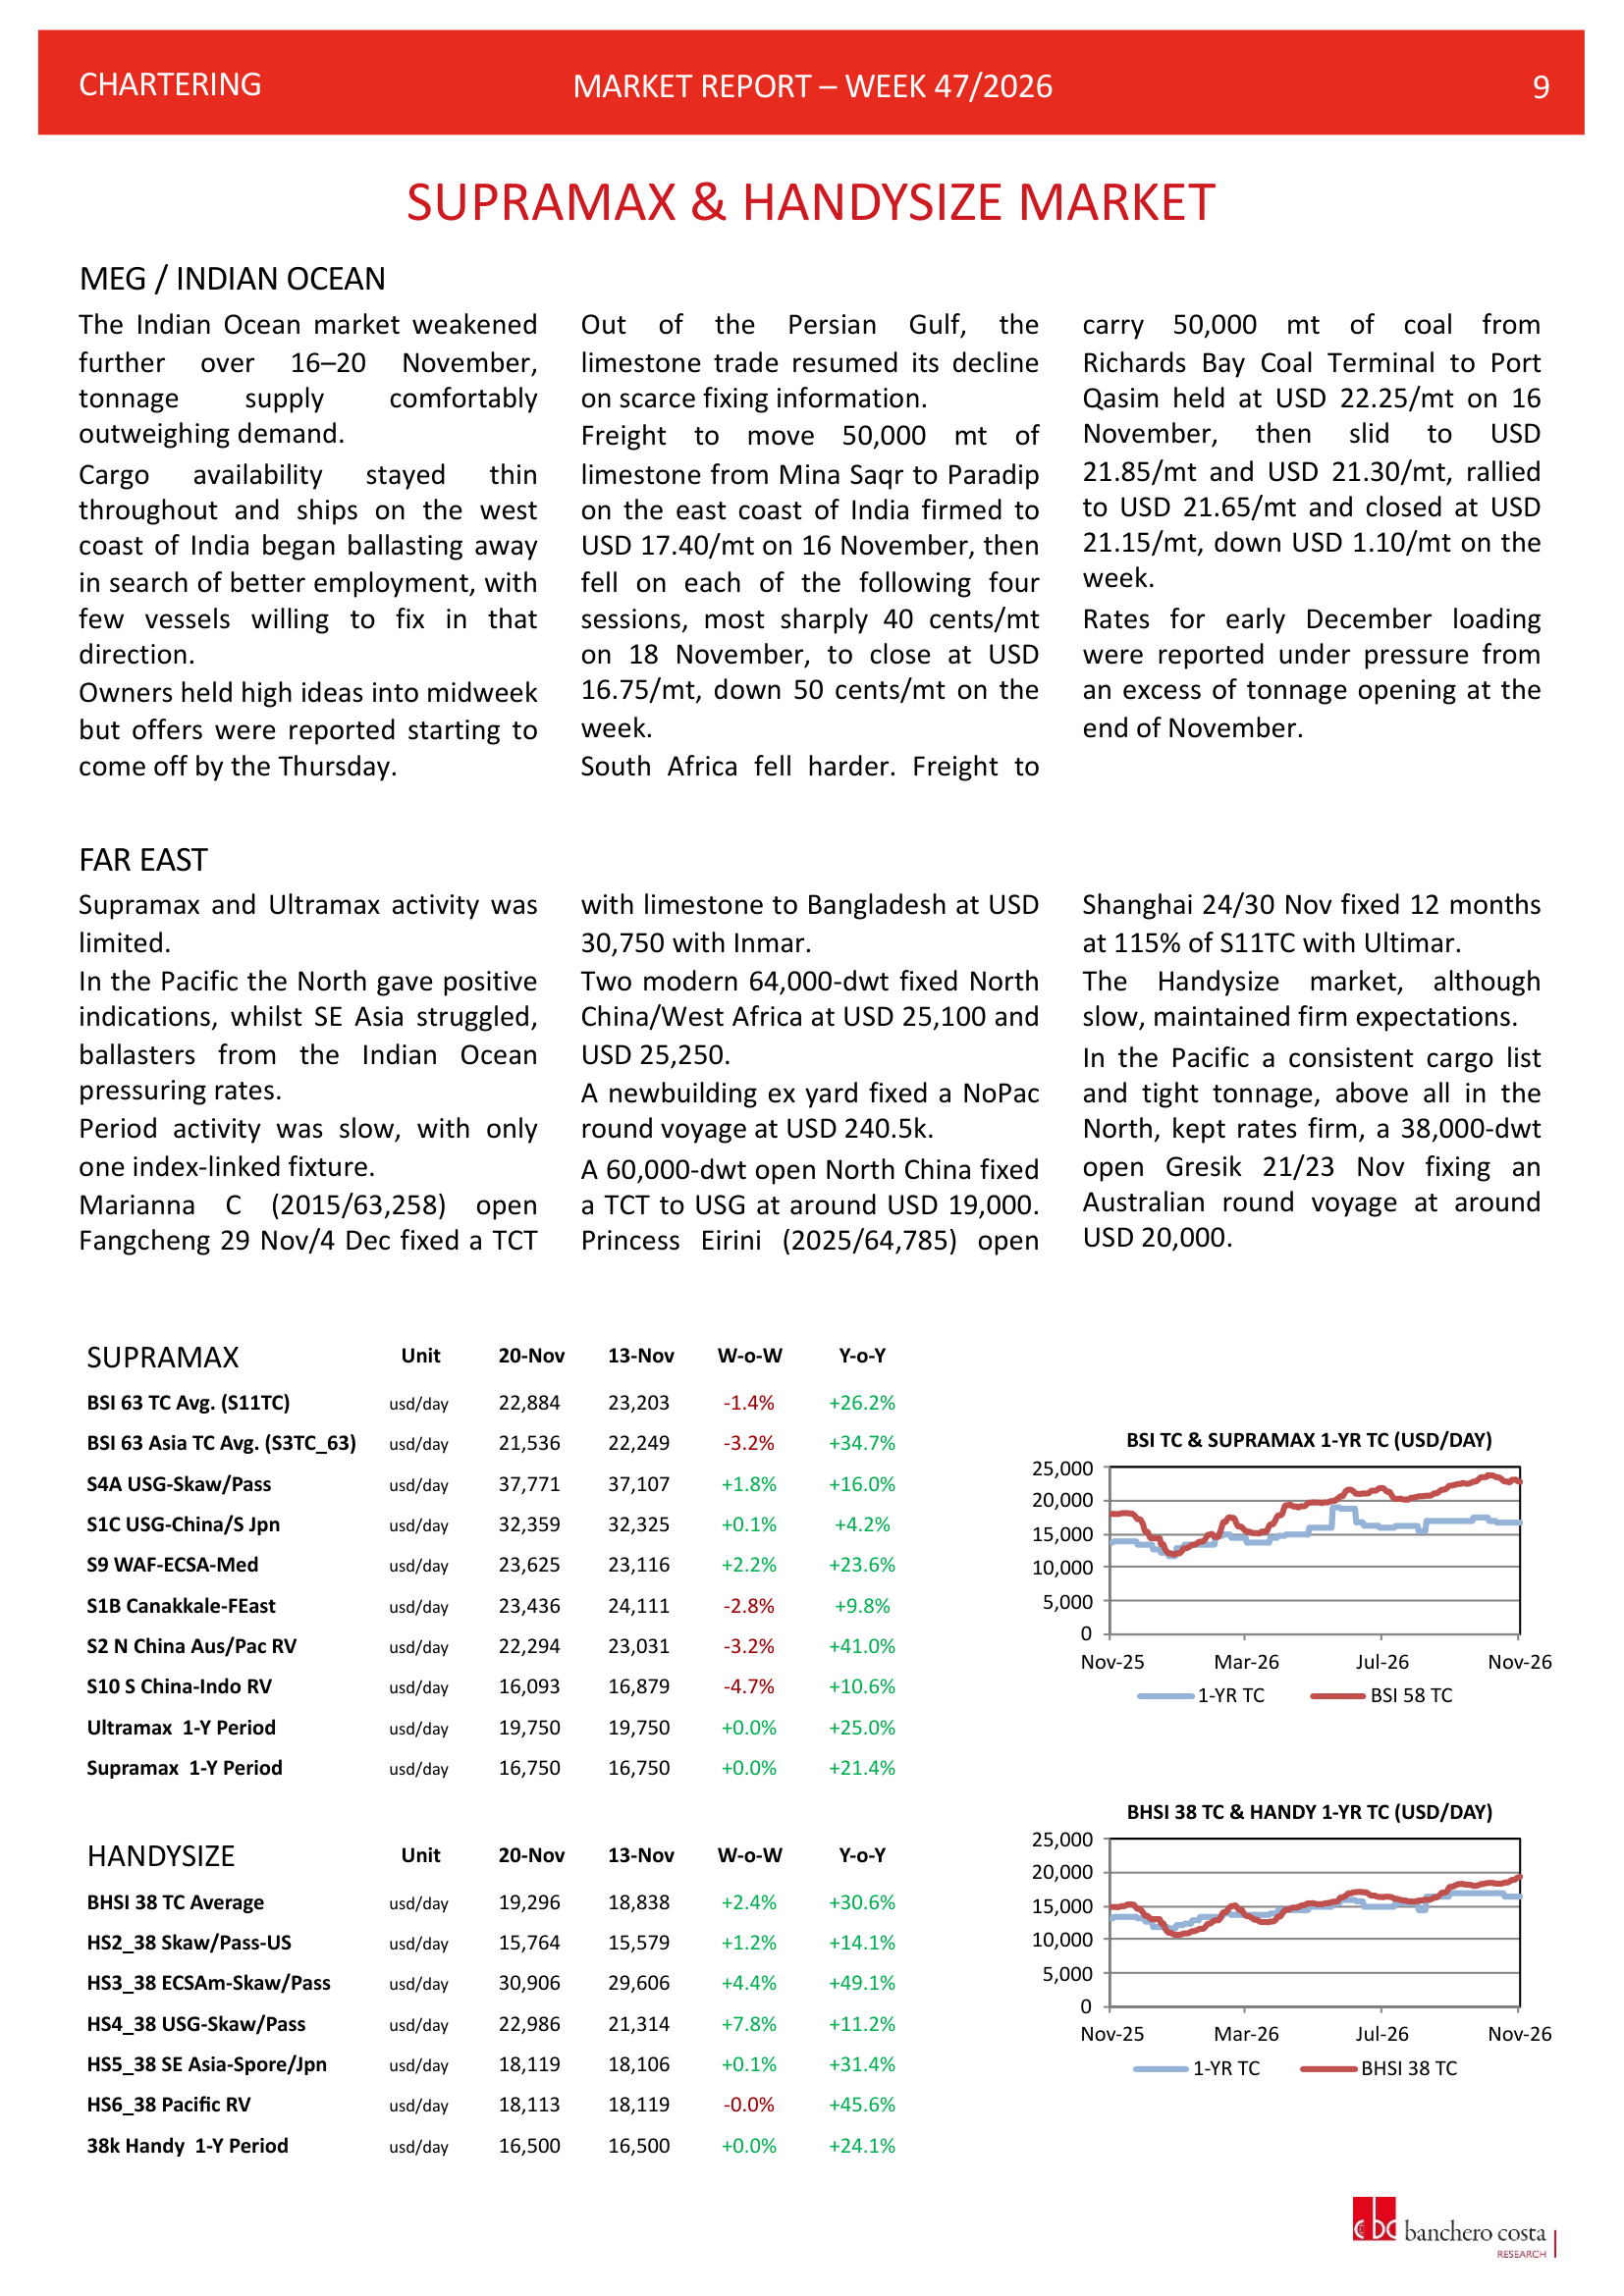 CHARTERING
MARKET REPORT – WEEK 47/2026
9
SUPRAMAX & HANDYSIZE MARKET
MEG / INDIAN OCEAN
The Indian Ocean market weakened
further over 16–20 November,
tonnage supply comfortably
outweighing demand.
Cargo availability stayed thin
throughout and ships on the west
coast of India began ballasting away
in search of better employment, with
few vessels willing to fix in that
direction.
Owners held high ideas into midweek
but offers were reported starting to
come off by the Thursday.
Out of the Persian Gulf, the
limestone trade resumed its decline
on scarce fixing information.
Freight to move 50,000 mt of
limestone from Mina Saqr to Paradip
on the east coast of India firmed to
USD 17.40/mt on 16 November, then
fell on each of the following four
sessions, most sharply 40 cents/mt
on 18 November, to close at USD
16.75/mt, down 50 cents/mt on the
week.
South Africa fell harder. Freight to
carry 50,000 mt of coal from
Richards Bay Coal Terminal to Port
Qasim held at USD 22.25/mt on 16
November, then slid to USD
21.85/mt and USD 21.30/mt, rallied
to USD 21.65/mt and closed at USD
21.15/mt, down USD 1.10/mt on the
week.
Rates for early December loading
were reported under pressure from
an excess of tonnage opening at the
end of November.
FAR EAST
Supramax and Ultramax activity was
limited.
In the Pacific the North gave positive
indications, whilst SE Asia struggled,
ballasters from the Indian Ocean
pressuring rates.
Period activity was slow, with only
one index-linked fixture.
Marianna C (2015/63,258) open
Fangcheng 29 Nov/4 Dec fixed a TCT
with limestone to Bangladesh at USD
30,750 with Inmar.
Two modern 64,000-dwt fixed North
China/West Africa at USD 25,100 and
USD 25,250.
A newbuilding ex yard fixed a NoPac
round voyage at USD 240.5k.
A 60,000-dwt open North China fixed
a TCT to USG at around USD 19,000.
Princess Eirini (2025/64,785) open
Shanghai 24/30 Nov fixed 12 months
at 115% of S11TC with Ultimar.
The Handysize market, although
slow, maintained firm expectations.
In the Pacific a consistent cargo list
and tight tonnage, above all in the
North, kept rates firm, a 38,000-dwt
open Gresik 21/23 Nov fixing an
Australian round voyage at around
USD 20,000.
SUPRAMAX Unit 20-Nov 13-Nov W-o-W Y-o-Y
BSI 63 TC Avg. (S11TC) usd/day 22,884 23,203 -1.4% +26.2%
BSI 63 Asia TC Avg. (S3TC_63) usd/day 21,536 22,249 -3.2% +34.7%
S4A USG-Skaw/Pass usd/day 37,771 37,107 +1.8% +16.0%
S1C USG-China/S Jpn usd/day 32,359 32,325 +0.1% +4.2%
S9 WAF-ECSA-Med usd/day 23,625 23,116 +2.2% +23.6%
S1B Canakkale-FEast usd/day 23,436 24,111 -2.8% +9.8%
S2 N China Aus/Pac RV usd/day 22,294 23,031 -3.2% +41.0%
S10 S China-Indo RV usd/day 16,093 16,879 -4.7% +10.6%
Ultramax 1-Y Period usd/day 19,750 19,750 +0.0% +25.0%
Supramax 1-Y Period usd/day 16,750 16,750 +0.0% +21.4%
HANDYSIZE Unit 20-Nov 13-Nov W-o-W Y-o-Y
BHSI 38 TC Average usd/day 19,296 18,838 +2.4% +30.6%
HS2_38 Skaw/Pass-US usd/day 15,764 15,579 +1.2% +14.1%
HS3_38 ECSAm-Skaw/Pass usd/day 30,906 29,606 +4.4% +49.1%
HS4_38 USG-Skaw/Pass usd/day 22,986 21,314 +7.8% +11.2%
HS5_38 SE Asia-Spore/Jpn usd/day 18,119 18,106 +0.1% +31.4%
HS6_38 Pacific RV usd/day 18,113 18,119 -0.0% +45.6%
38k Handy 1-Y Period usd/day 16,500 16,500 +0.0% +24.1%
BSI TC & SUPRAMAX 1-YR TC (USD/DAY)
25,000
20,000
15,000
10,000
5,000
0
Nov-25 Mar-26 Jul-26 Nov-26
1-YR TC BSI 58 TC
BHSI 38 TC & HANDY 1-YR TC (USD/DAY)
25,000
20,000
15,000
10,000
5,000
0
Nov-25 Mar-26 Jul-26 Nov-26
1-YR TC BHSI 38 TC
bc banchero costa
RESEARCH